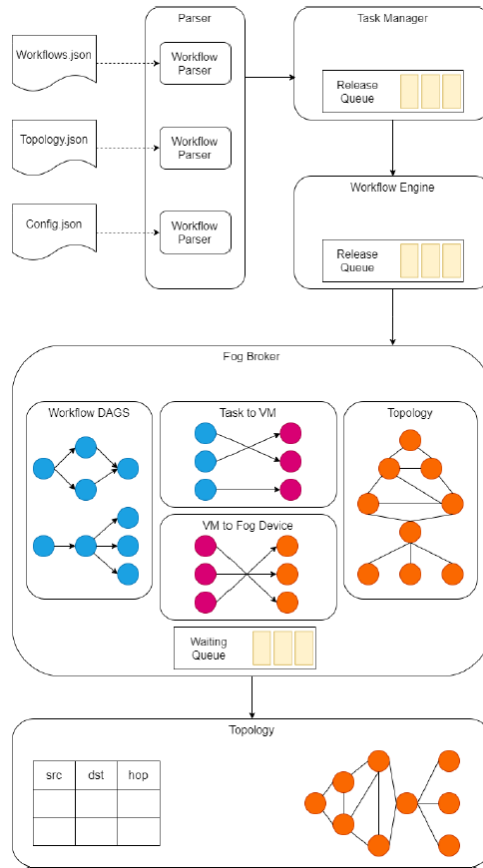 Parser
Task Manager
Workflows.json
Workflow
Parser
Release
Queue
Topology.json
Workflow
Parser
Workflow Engine
Config.json
Workflow
Parser
Release
Queue
Fog Broker
Workflow DAGS
Task to VM
Topology
VM to Fog Device
Waiting
Queue
Topology
src dst hop